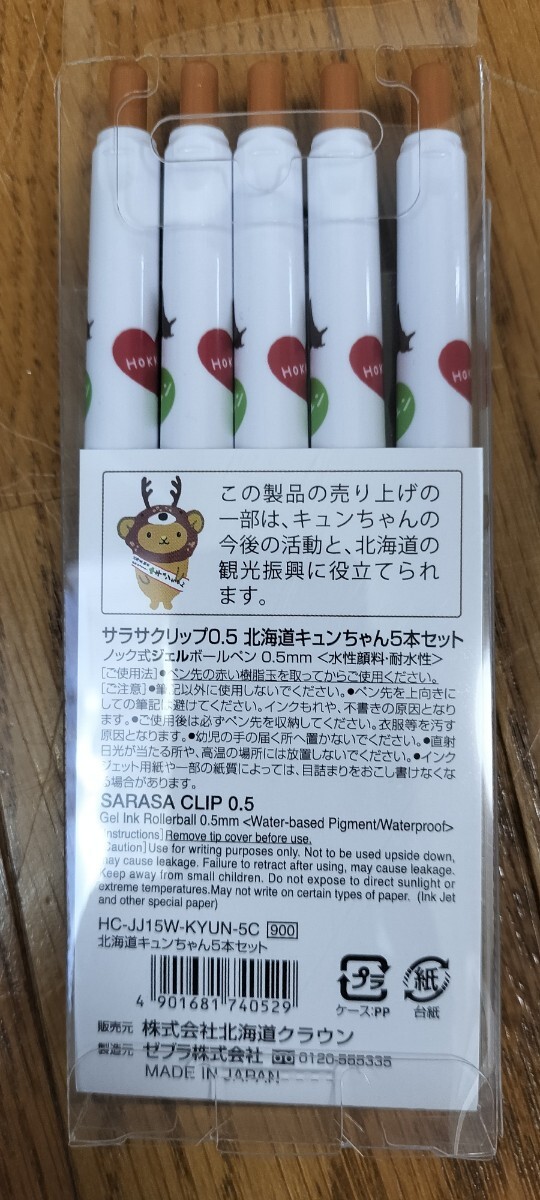 HOKK
HOKK
HOKK
HOKK
HOK
この製品の売り上げの
一部は、キュンちゃんの
今後の活動と、北海道の
観光振興に役立てられ
ます。
サラサクリップ0.5 北海道キュンちゃん5本セット
ノック式ジェルボールペン 0.5mm <水性顔料・耐水性>
[ご使用法]●ペン先の赤い樹脂玉を取ってからご使用ください。
[ご注意]●筆記以外に使用しないでください。●ペン先を上向きに
しての筆記は避けてください。インクもれや、不書きの原因となり
ます。●ご使用後は必ずペン先を収納してください。衣服等を汚す
原因となります。●幼児の手の届く所へ置かないでください。●直射
日光が当たる所や、高温の場所には放置しないでください。●インク
ジェット用紙や一部の紙質によっては、目詰まりをおこし書けなくな
る場合があります。
SARASA CLIP 0.5
Gel Ink Rollerball 0.5mm <Water-based Pigment/Waterproof>
[Instructions] Remove tip cover before use.
[Caution] Use for writing purposes only. Not to be used upside down,
may cause leakage. Failure to retract after using, may cause leakage.
Keep away from small children. Do not expose to direct sunlight or
extreme temperatures.May not write on certain types of paper. (Ink Jet
and other special paper)
HC-JJ15W-KYUN-5C 900
北海道キュンちゃん5本セット
4 901681 740529
プラ
ケース:PP
紙
台紙
販売元 株式会社北海道クラウン
製造元 ゼブラ株式会社 0120-555335
MADE IN JAPAN